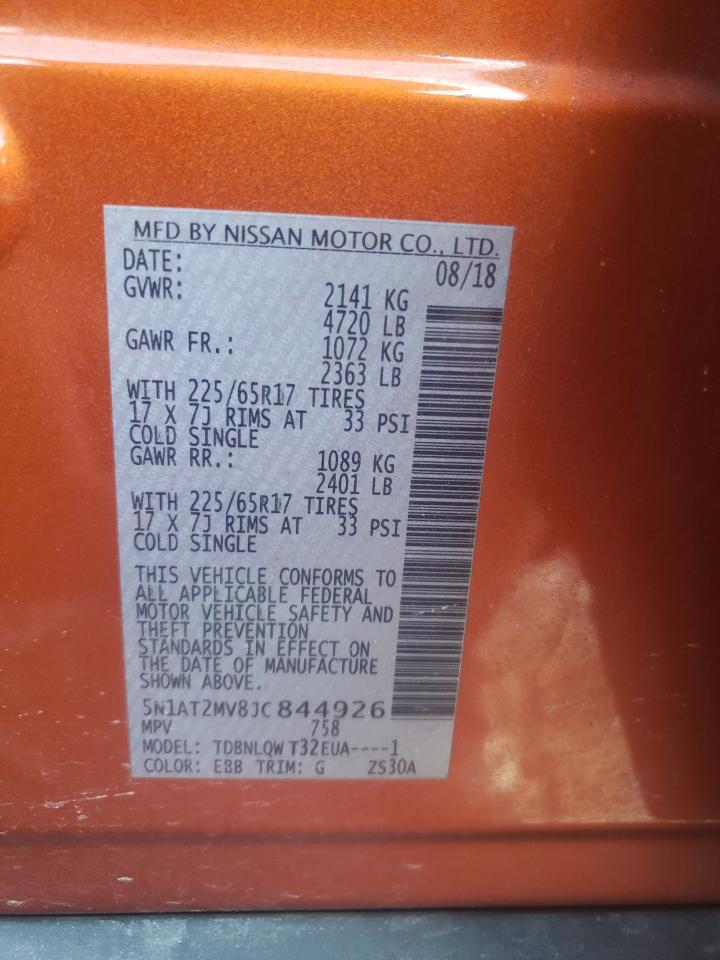 MFD BY NISSAN MOTOR CO., LTD.
DATE: 08/18
GVWR: 2141 KG
4720 LB
GAWR FR.: 1072 KG
2363 LB
WITH 225/65R17 TIRES
17 X 7J RIMS AT 33 PSI
COLD SINGLE
GAWR RR.: 1089 KG
2401 LB
WITH 225/65R17 TIRES
17 X 7J RIMS AT 33 PSI
COLD SINGLE
THIS VEHICLE CONFORMS TO
ALL APPLICABLE FEDERAL
MOTOR VEHICLE SAFETY AND
THEFT PREVENTION
STANDARDS IN EFFECT ON
THE DATE OF MANUFACTURE
SHOWN ABOVE.
5N1AT2MV8JC844926
MPV 758
MODEL: TDBNLQW T32EUA----1
COLOR: EBB TRIM: G ZS30A